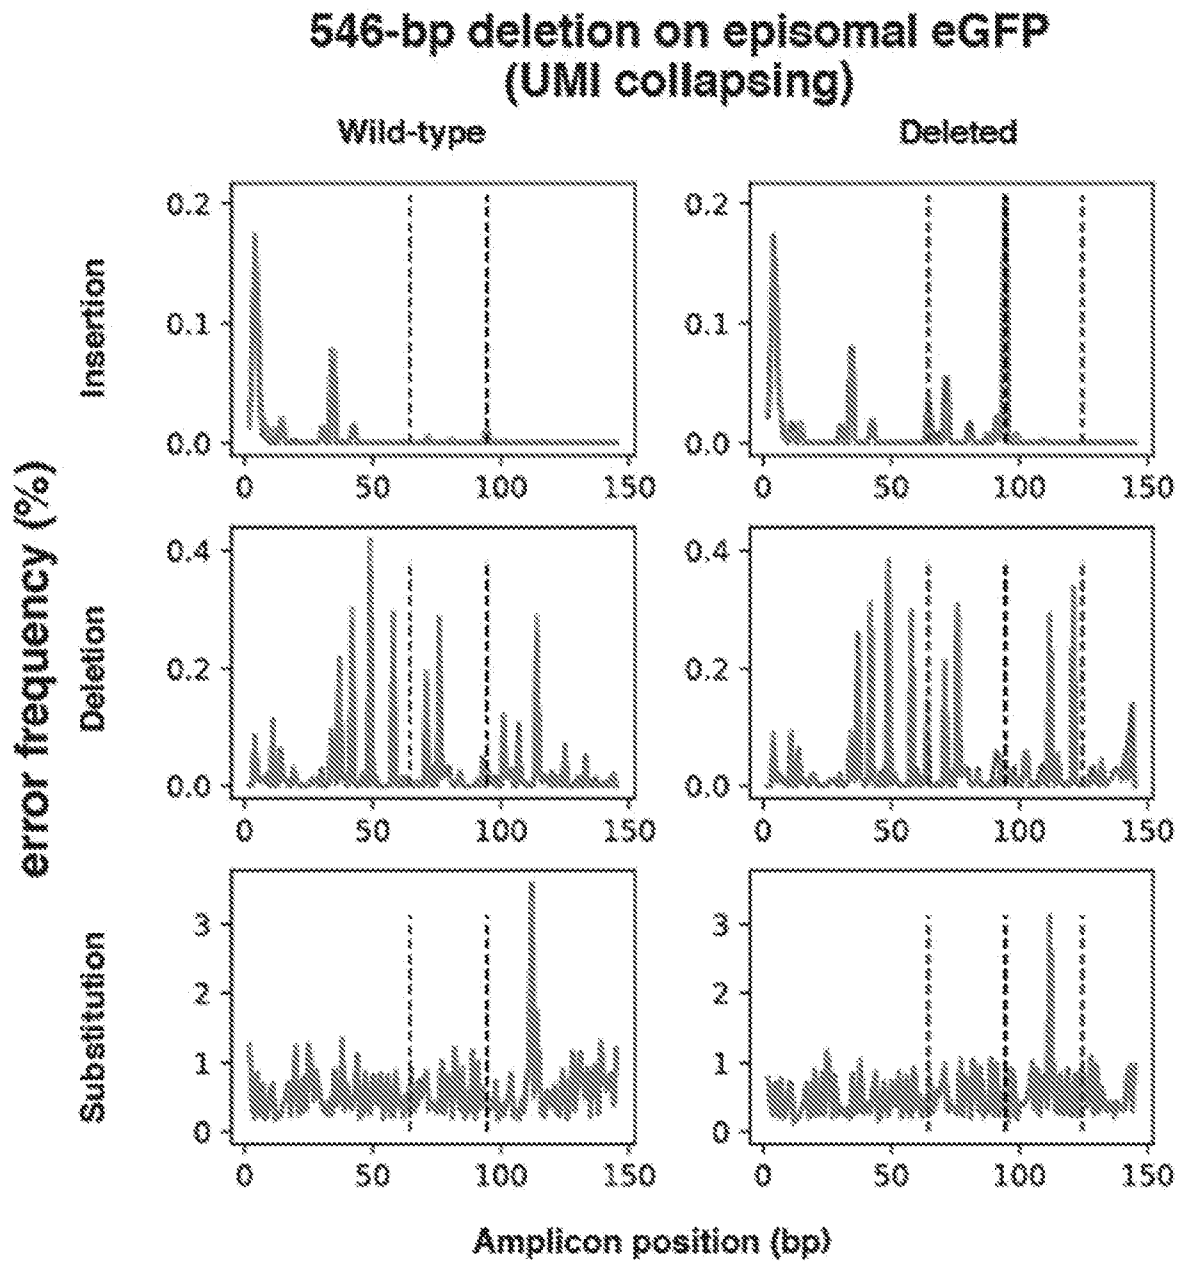 546-bp deletion on episomal eGFP
(UMI collapsing)
Wild-type Deleted
error frequency (%)
Insertion
0.2
0.1
0.0
0 50 100 150
0.2
0.1
0.0
0 50 100 150
Deletion
0.4
0.2
0.0
0 50 100 150
0.4
0.2
0.0
0 50 100 150
Substitution
3
2
1
0
0 50 100 150
3
2
1
0
0 50 100 150
Amplicon position (bp)